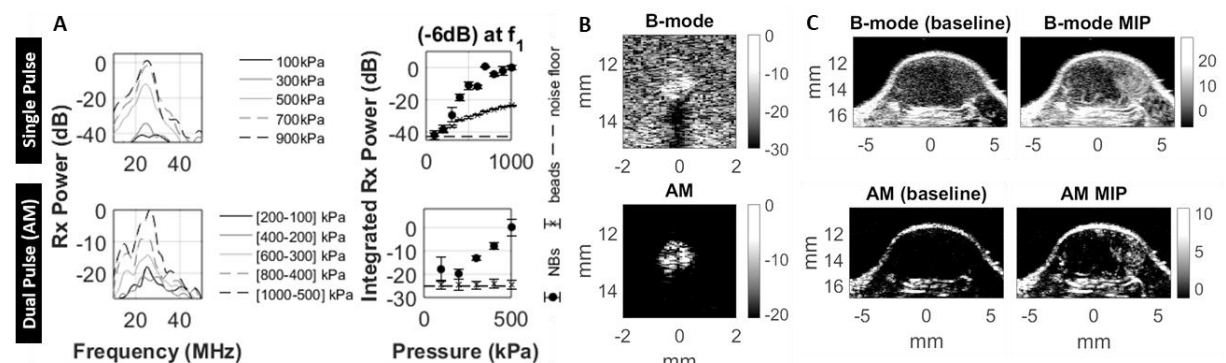 A
Single Pulse
Rx Power (dB)
0
-20
-40
20
40
100kPa
300kPa
500kPa
700kPa
900kPa
(-6dB) at f₁
Integrated Rx Power (dB)
0
-20
-40
0
1000
Dual Pulse (AM)
0
-10
-20
20
40
Frequency (MHz)
[200-100] kPa
[400-200] kPa
[600-300] kPa
[800-400] kPa
[1000-500] kPa
0
-10
-20
-30
0
500
Pressure (kPa)
NBs
beads
noise floor
B
B-mode
mm
12
14
-2
0
2
0
-10
-20
-30
AM
mm
12
14
-2
0
2
mm
0
-10
-20
C
B-mode (baseline)
mm
12
14
16
-5
0
5
B-mode MIP
-5
0
5
20
10
0
AM (baseline)
mm
12
14
16
-5
0
5
mm
AM MIP
-5
0
5
mm
10
5
0